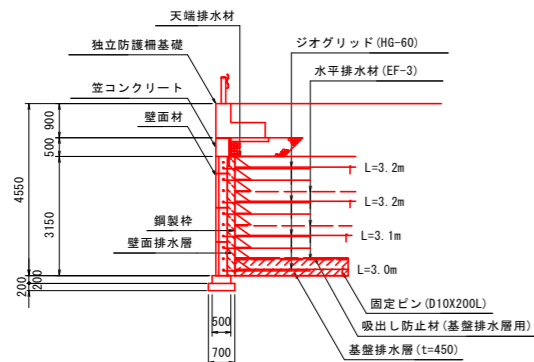 天端排水材
ジオグリッド(HG-60)
独立防護柵基礎
水平排水材(EF-3)
笠コンクリート
壁面材
900
500
4550
3150
200
200
L=3.2m
L=3.2m
L=3.1m
L=3.0m
鋼製枠
壁面排水層
固定ピン(D10X200L)
吸出し防止材(基盤排水層用)
基盤排水層(t=450)
500
700